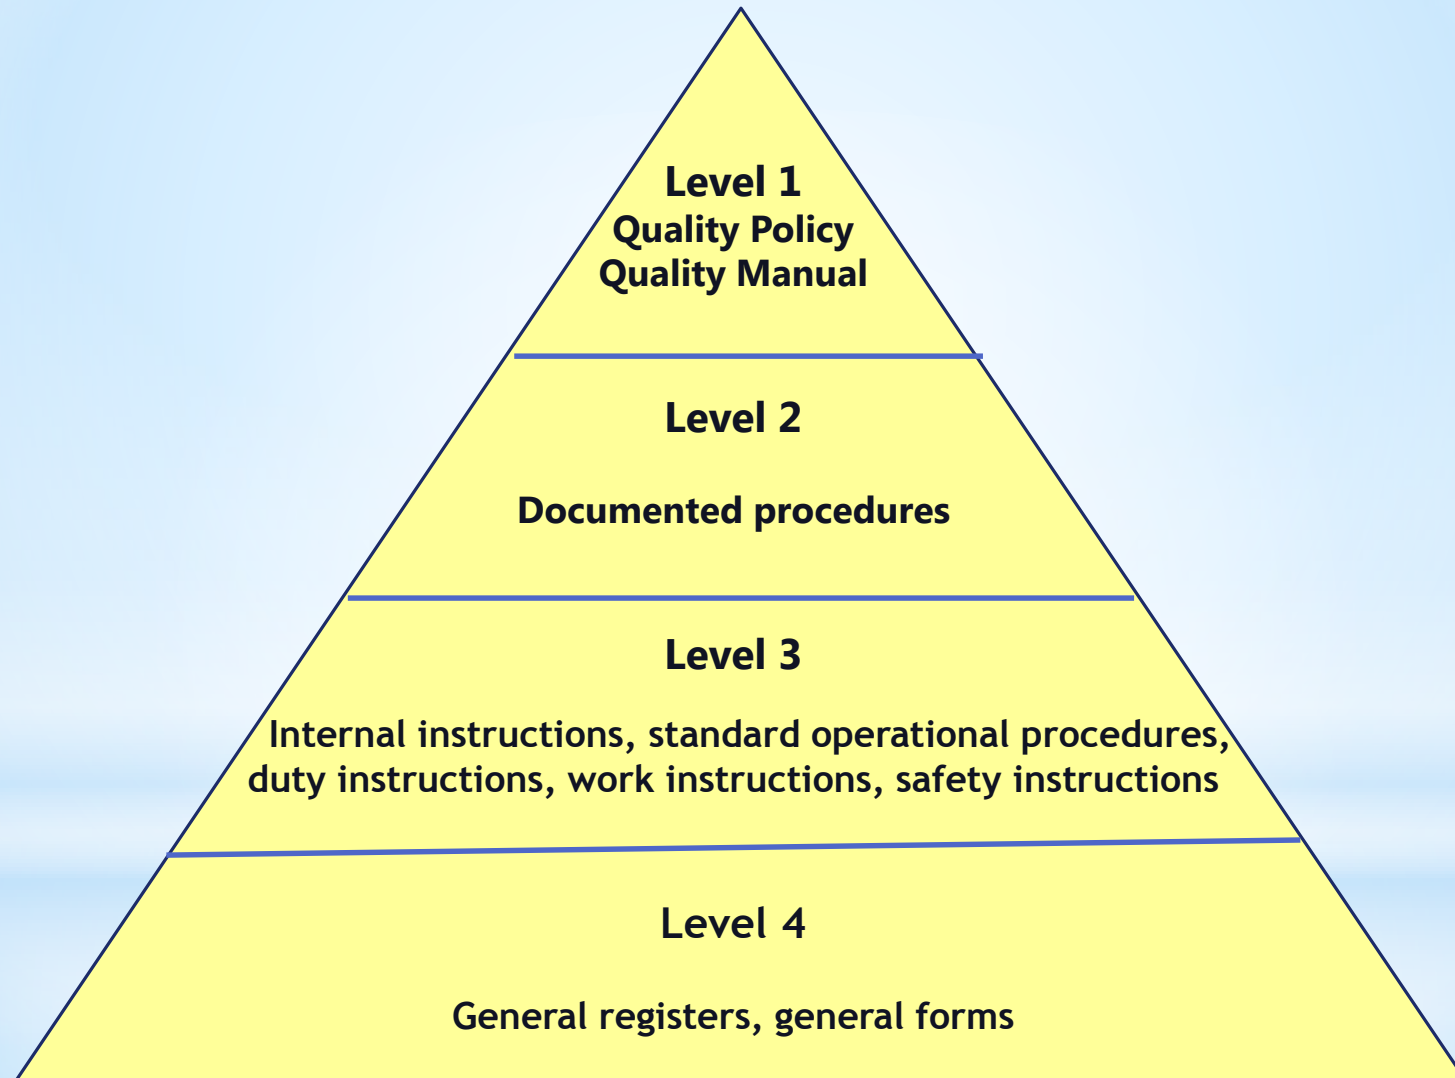 Level 1
Quality Policy
Quality Manual
Level 2
Documented procedures
Level 3
Internal instructions, standard operational procedures,
duty instructions, work instructions, safety instructions
Level 4
General registers, general forms